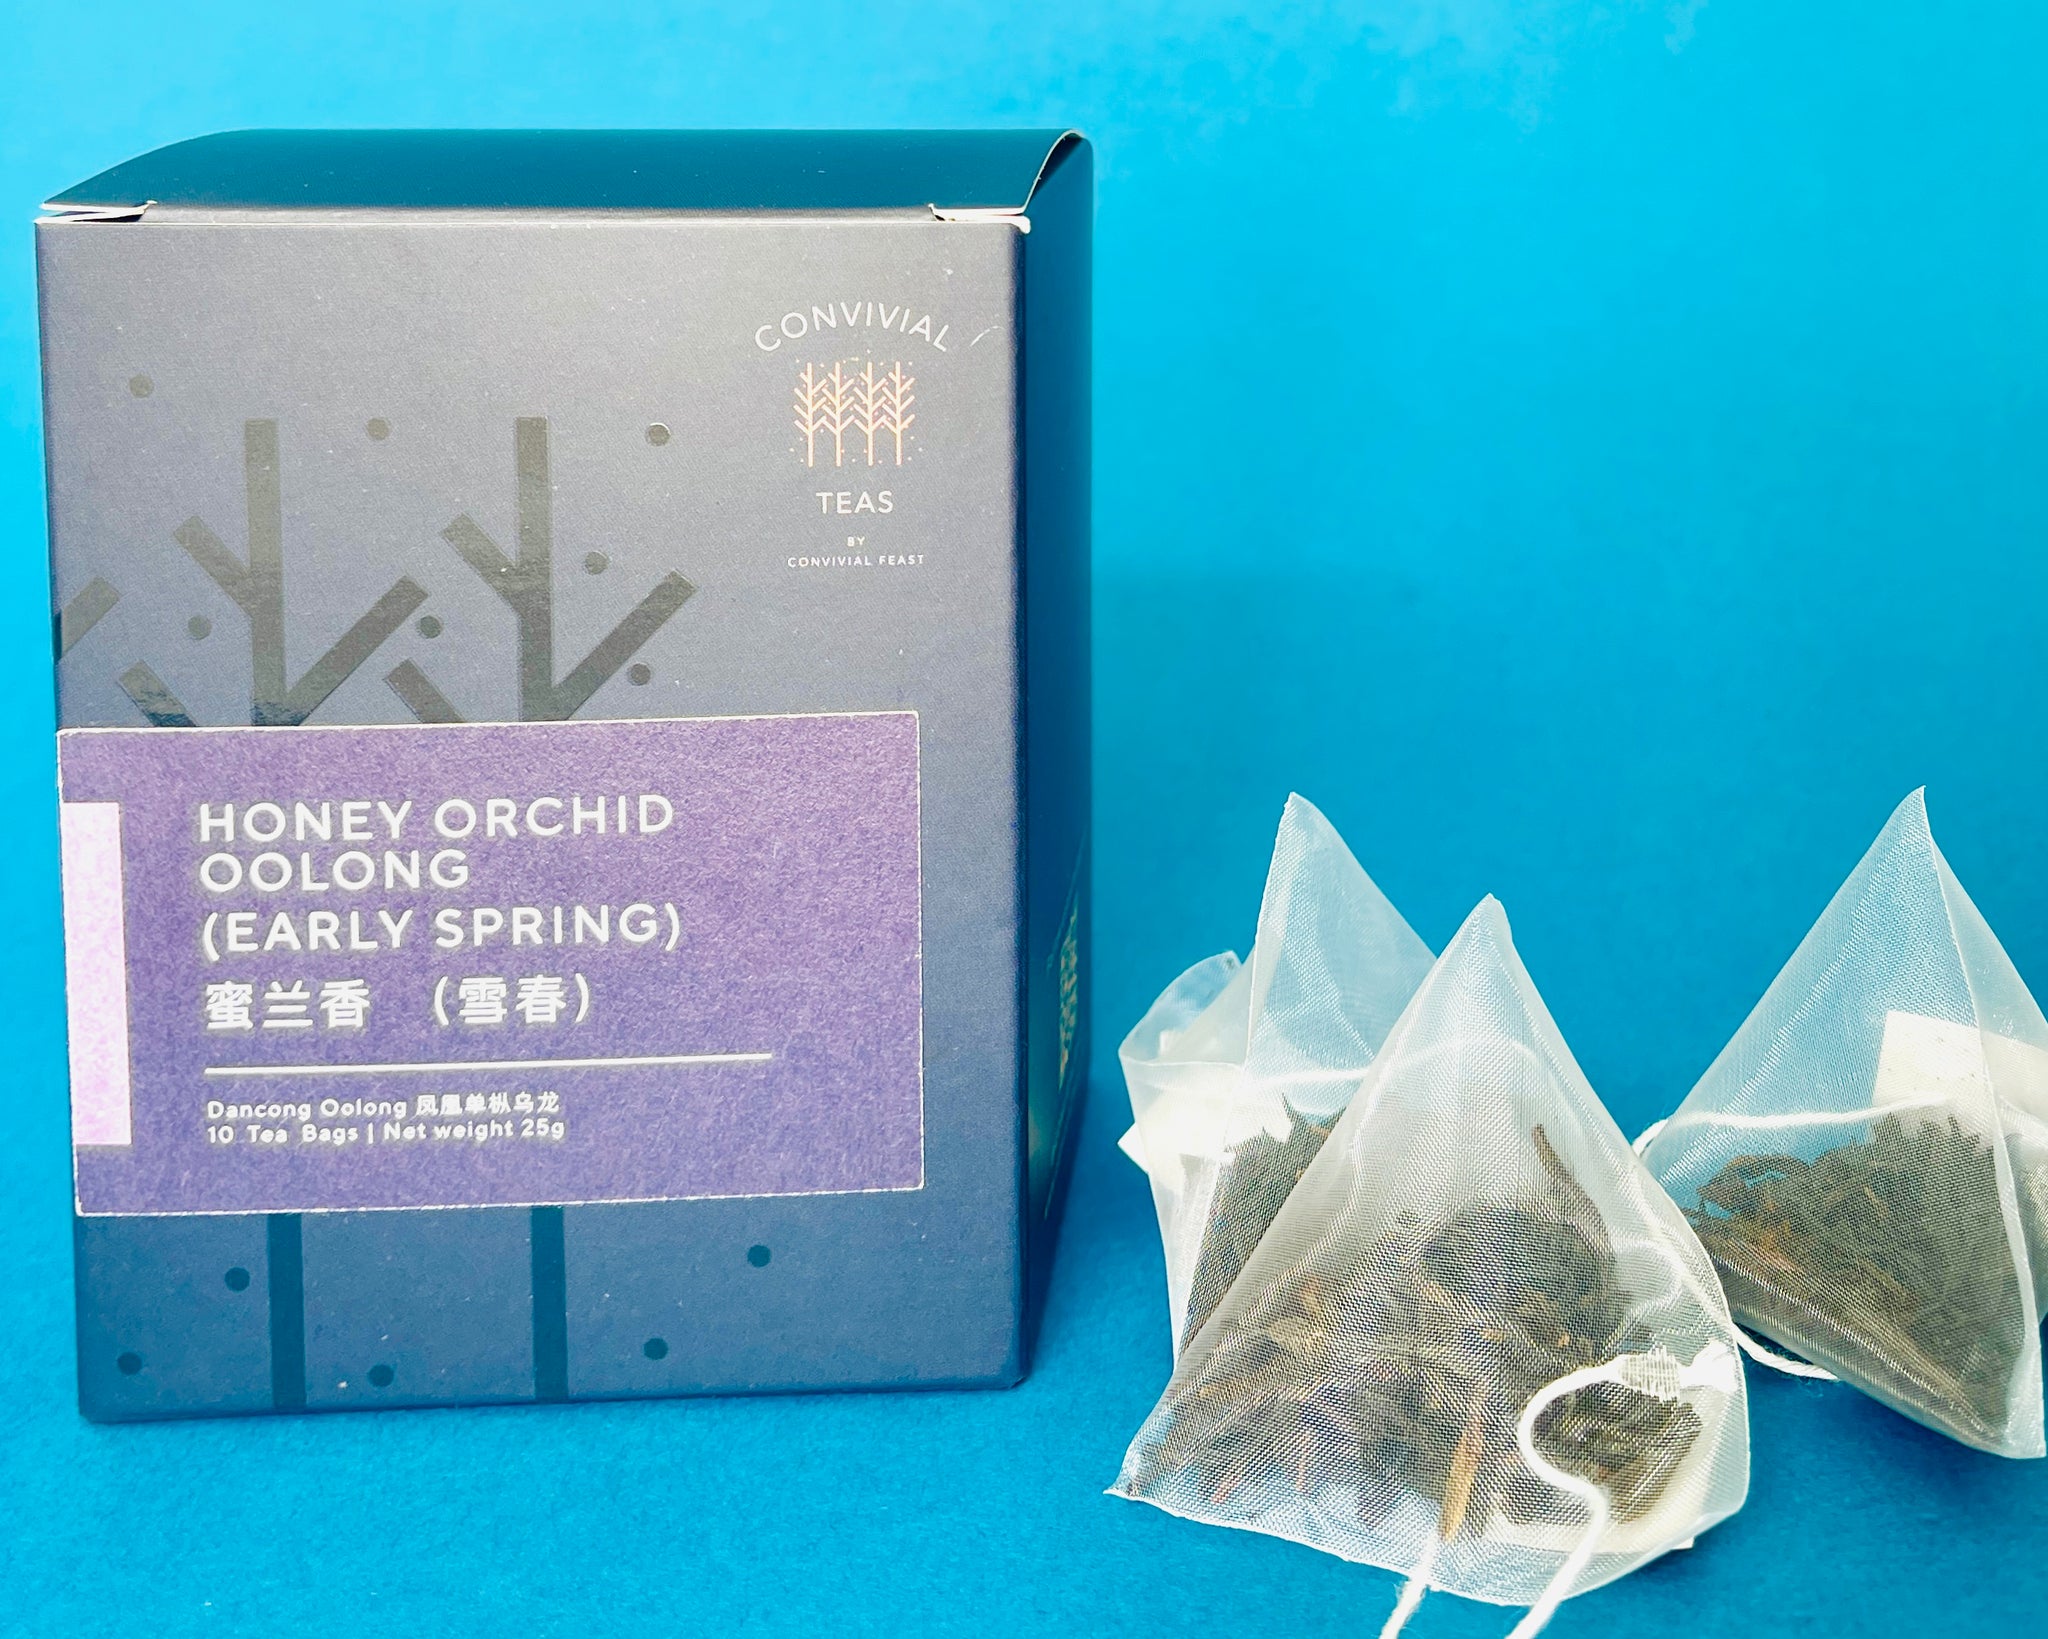 CONVIVIAL
TEAS
BY
CONVIVIAL FEAST
HONEY ORCHID
OOLONG
(EARLY SPRING)
蜜兰香 (雪春)
Dancong Oolong 凤凰单枞乌龙
10 Tea Bags | Net weight 25g